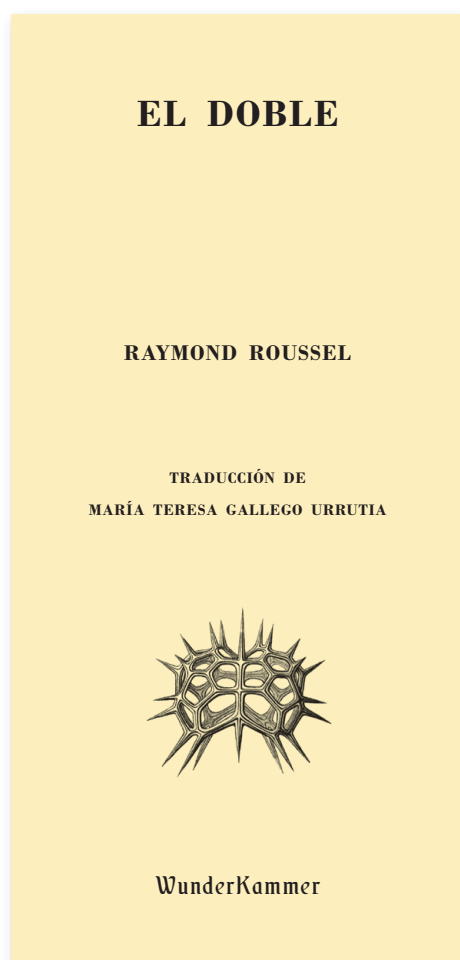 EL DOBLE
RAYMOND ROUSSEL
TRADUCCIÓN DE
MARÍA TERESA GALLEGO URRUTIA
WunderKammer